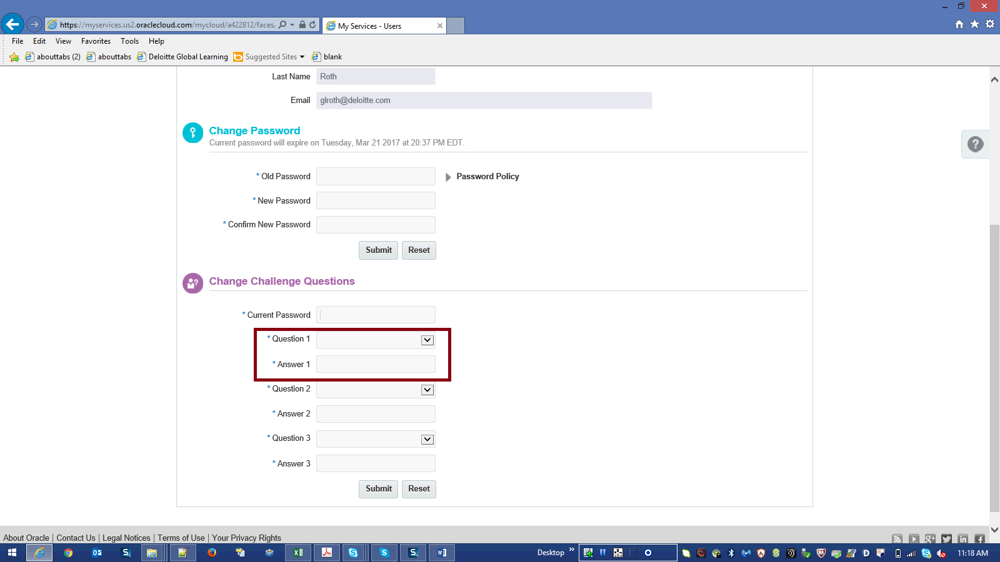 https://myservices.us2.oraclecloud.com/mycloud/a422812/faces/
My Services - Users
File Edit View Favorites Tools Help
abouttabs (2) abouttabs Deloitte Global Learning Suggested Sites blank
Last Name Roth
Email glroth@deloitte.com
Change Password
Current password will expire on Tuesday, Mar 21 2017 at 20:37 PM EDT.
* Old Password Password Policy
* New Password
* Confirm New Password
Submit Reset
Change Challenge Questions
* Current Password
* Question 1
* Answer 1
* Question 2
* Answer 2
* Question 3
* Answer 3
Submit Reset
About Oracle | Contact Us | Legal Notices | Terms of Use | Your Privacy Rights
Desktop 11:18 AM